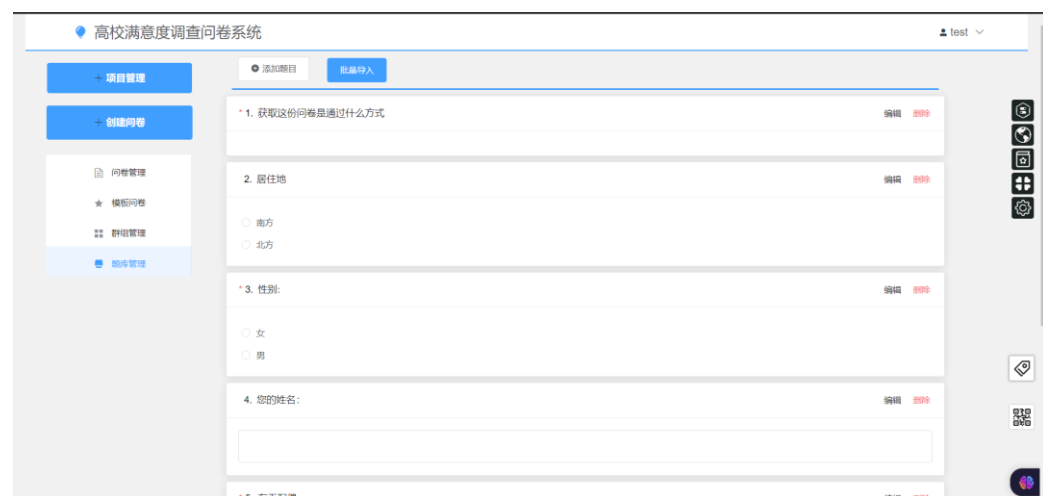 高校满意度调查问卷系统
test
+ 项目管理
添加题目
批量导入
+ 创建问卷
* 1. 获取这份问卷是通过什么方式
编辑 删除
问卷管理
模板问卷
群组管理
题库管理
2. 居住地
编辑 删除
南方
北方
* 3. 性别:
编辑 删除
女
男
4. 您的姓名:
编辑 删除